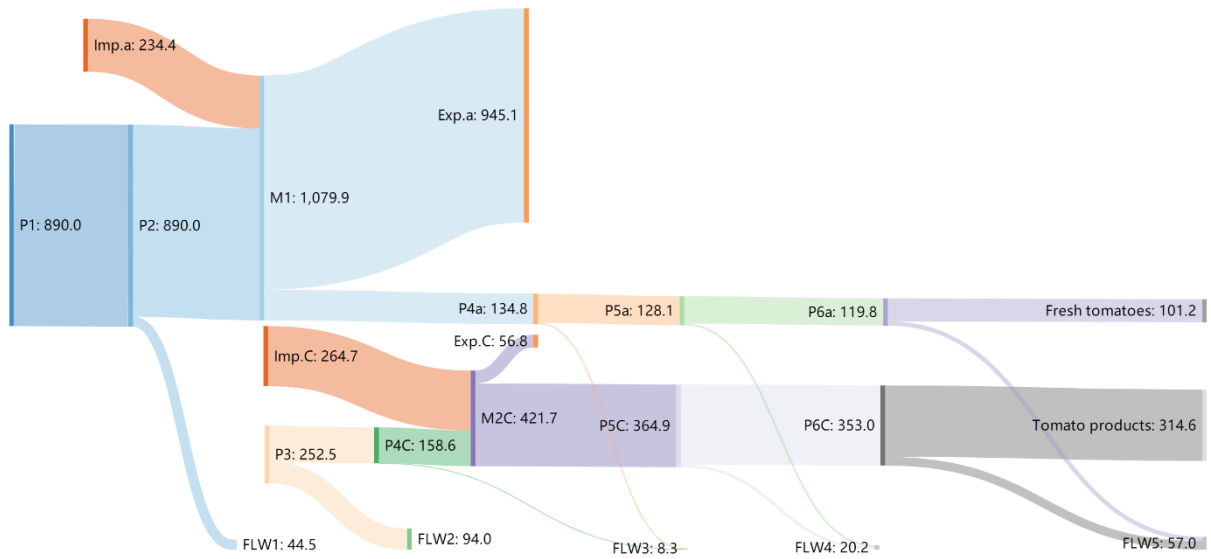 Imp.a: 234.4
Exp.a: 945.1
M1: 1,079.9
P1: 890.0
P2: 890.0
P4a: 134.8
P5a: 128.1
P6a: 119.8
Fresh tomatoes: 101.2
Exp.C: 56.8
Imp.C: 264.7
M2C: 421.7
P5C: 364.9
P6C: 353.0
Tomato products: 314.6
P4C: 158.6
P3: 252.5
FLW1: 44.5
FLW2: 94.0
FLW3: 8.3
FLW4: 20.2
FLW5: 57.0